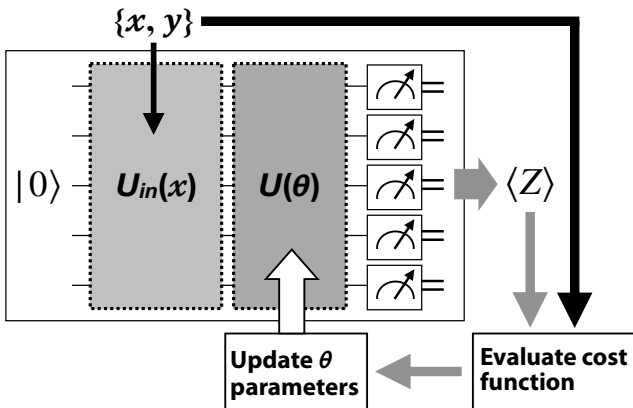 {x, y}
|0⟩
U_in(x)
U(θ)
⟨Z⟩
Update θ
parameters
Evaluate cost
function